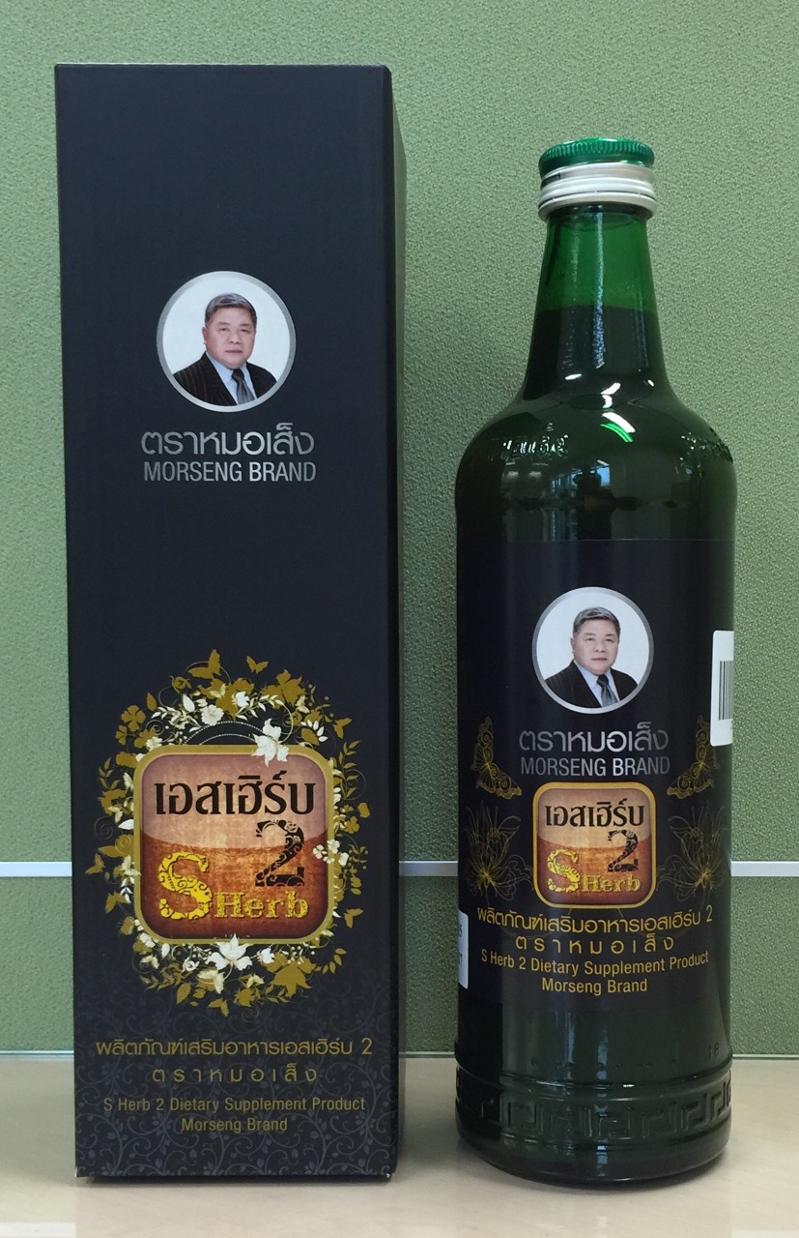 ตราหมอเส็ง
MORSENG BRAND
เอสเฮิร์บ
2
S Herb
ผลิตภัณฑ์เสริมอาหารเอสเฮิร์บ 2
ตราหมอเส็ง
S Herb 2 Dietary Supplement Product
Morseng Brand
ตราหมอเส็ง
MORSENG BRAND
เอสเฮิร์บ
2
S Herb
ผลิตภัณฑ์เสริมอาหารเอสเฮิร์บ 2
ตราหมอเส็ง
S Herb 2 Dietary Supplement Product
Morseng Brand